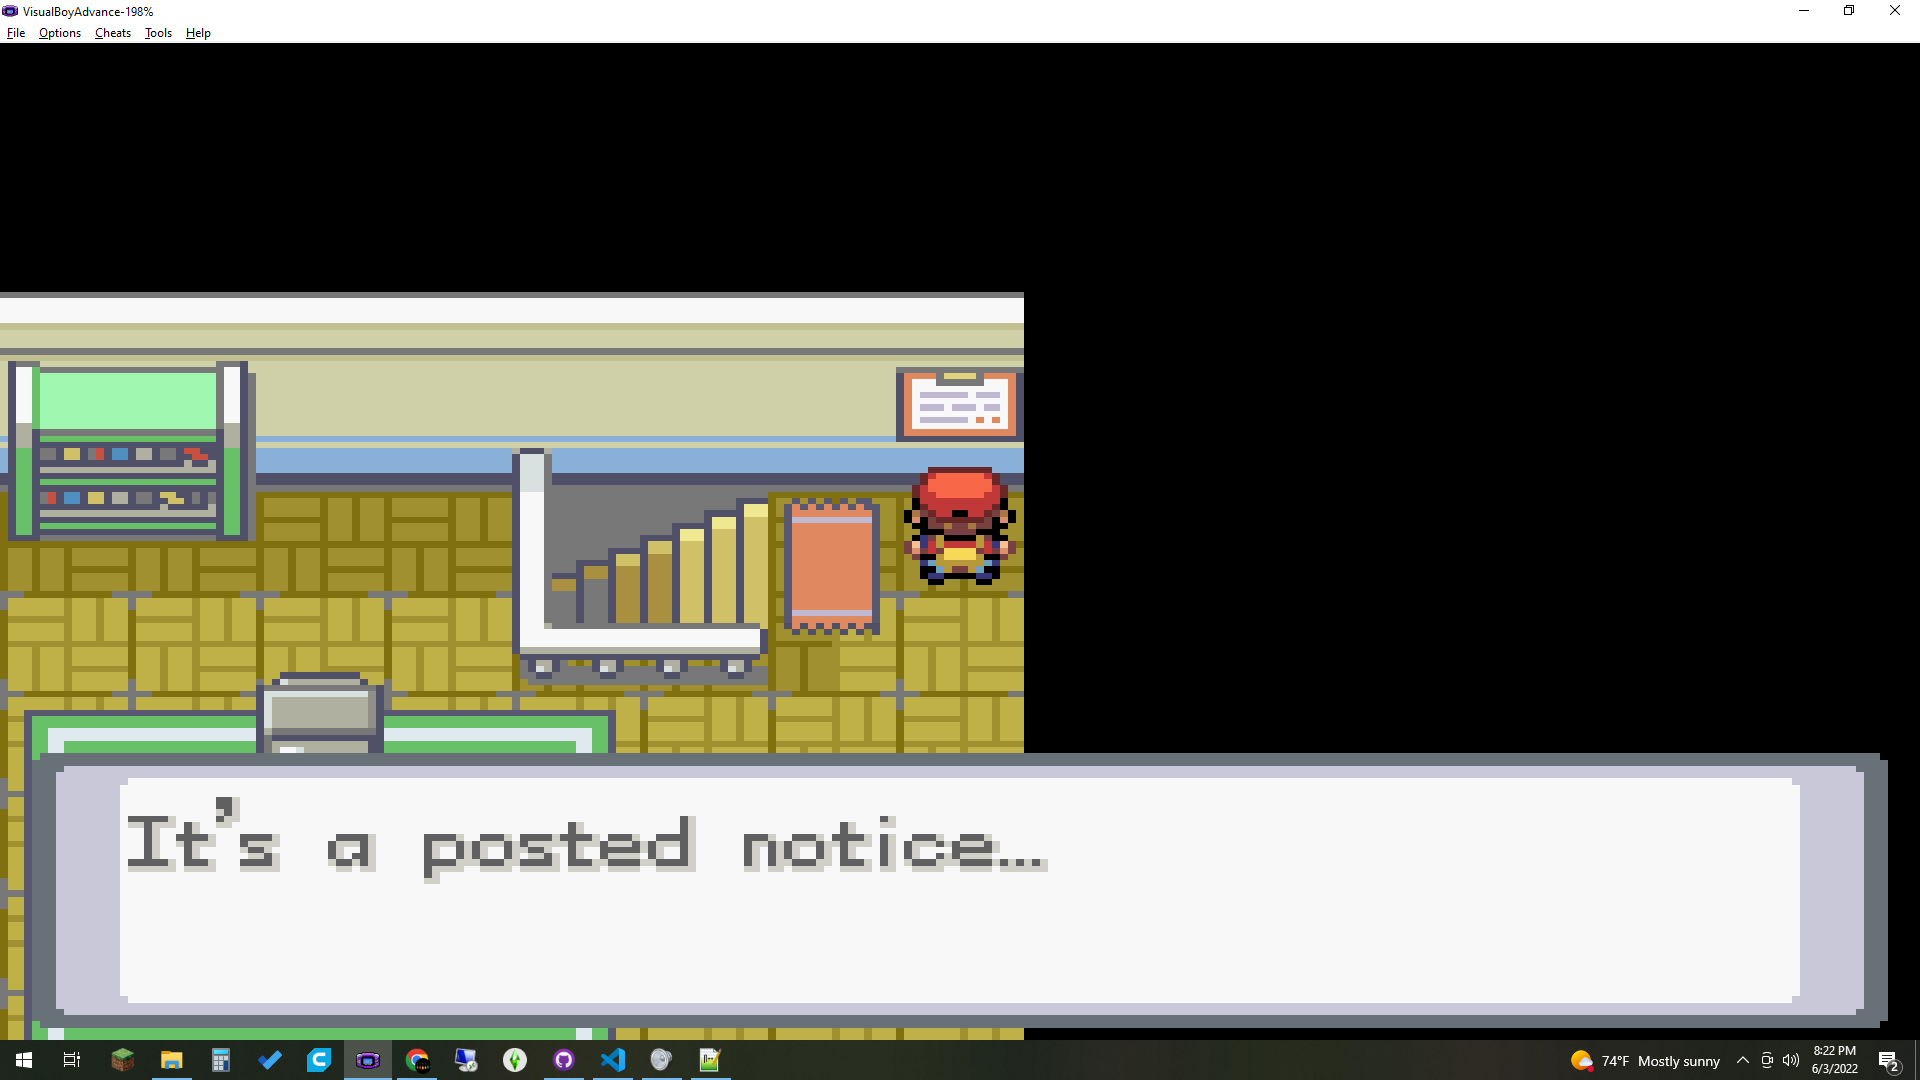 VisualBoyAdvance-198%
File Options Cheats Tools Help
It's a posted notice…
74°F Mostly sunny
8:22 PM
6/3/2022
2